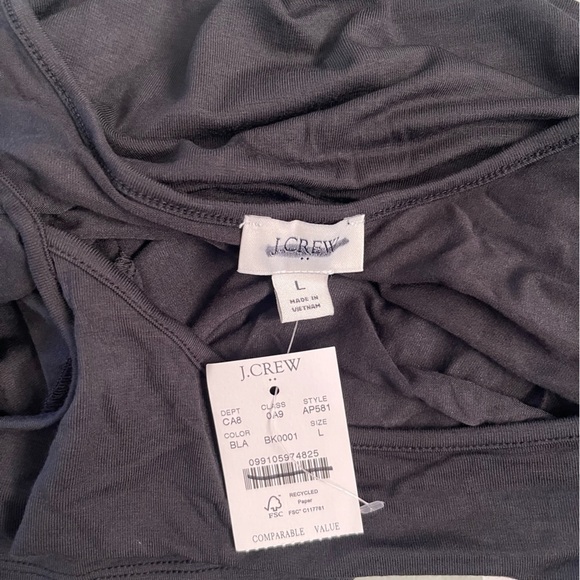 J.CREW
L
MADE IN
VIETNAM
J.CREW
DEPT CLASS STYLE
CA8 0A9 AP581
COLOR SIZE
BLA BK0001 L
099105974825
RECYCLED
Paper
FSC FSC® C117781
COMPARABLE VALUE